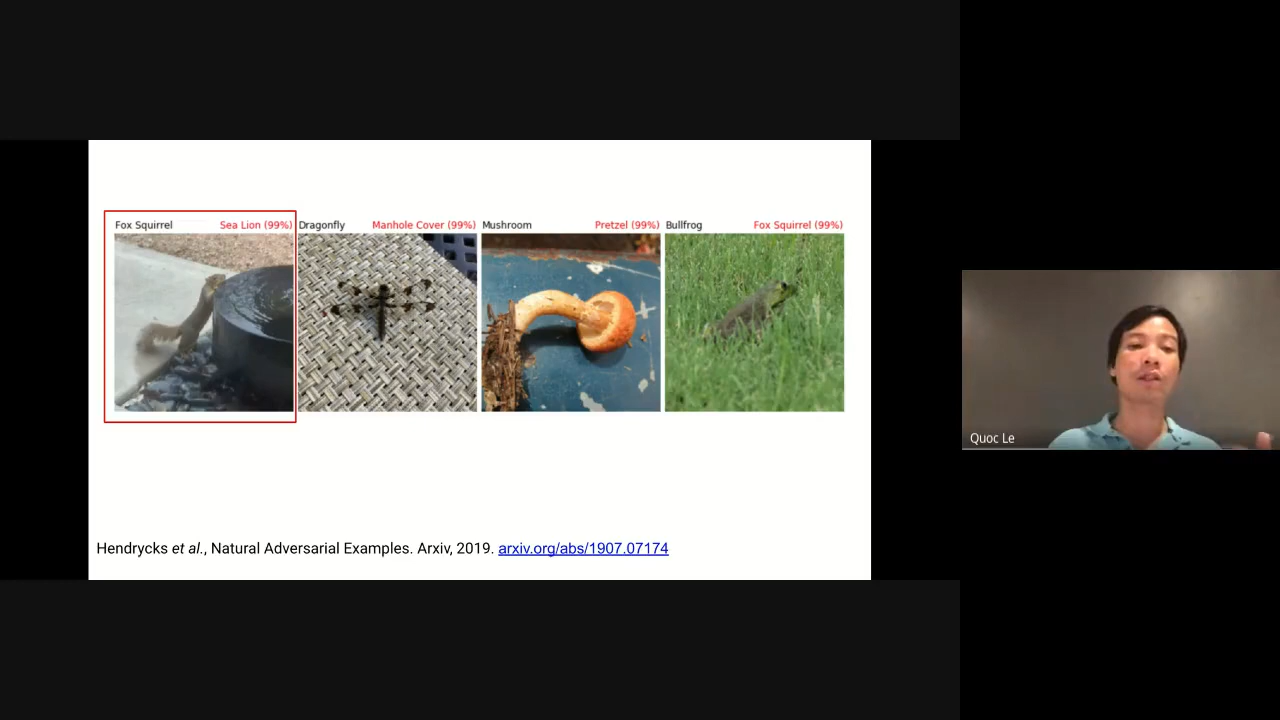 Fox Squirrel Sea Lion (99%) Dragonfly Manhole Cover (99%) Mushroom Pretzel (99%) Bullfrog Fox Squirrel (99%)
Quoc Le
Hendrycks et al., Natural Adversarial Examples. Arxiv, 2019. arxiv.org/abs/1907.07174